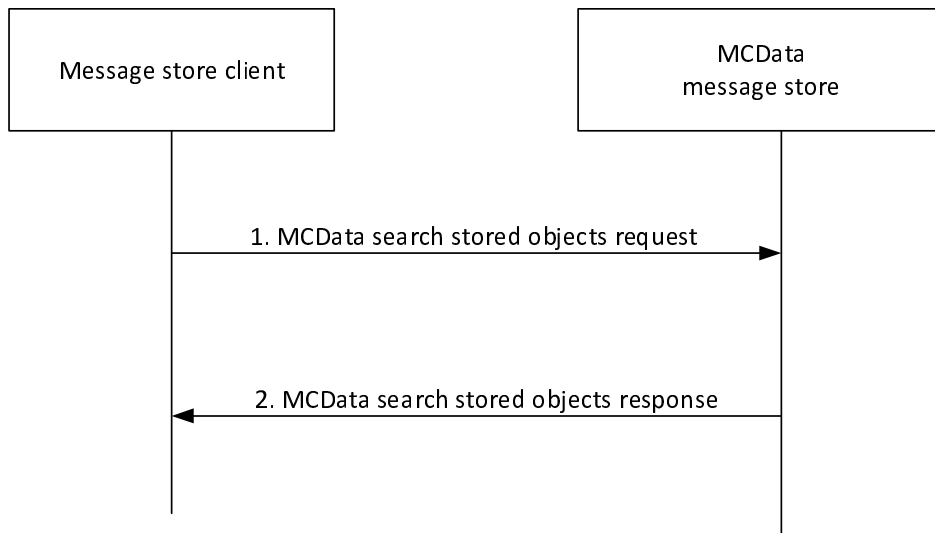 Message store client
MCData
message store
1. MCData search stored objects request
2. MCData search stored objects response